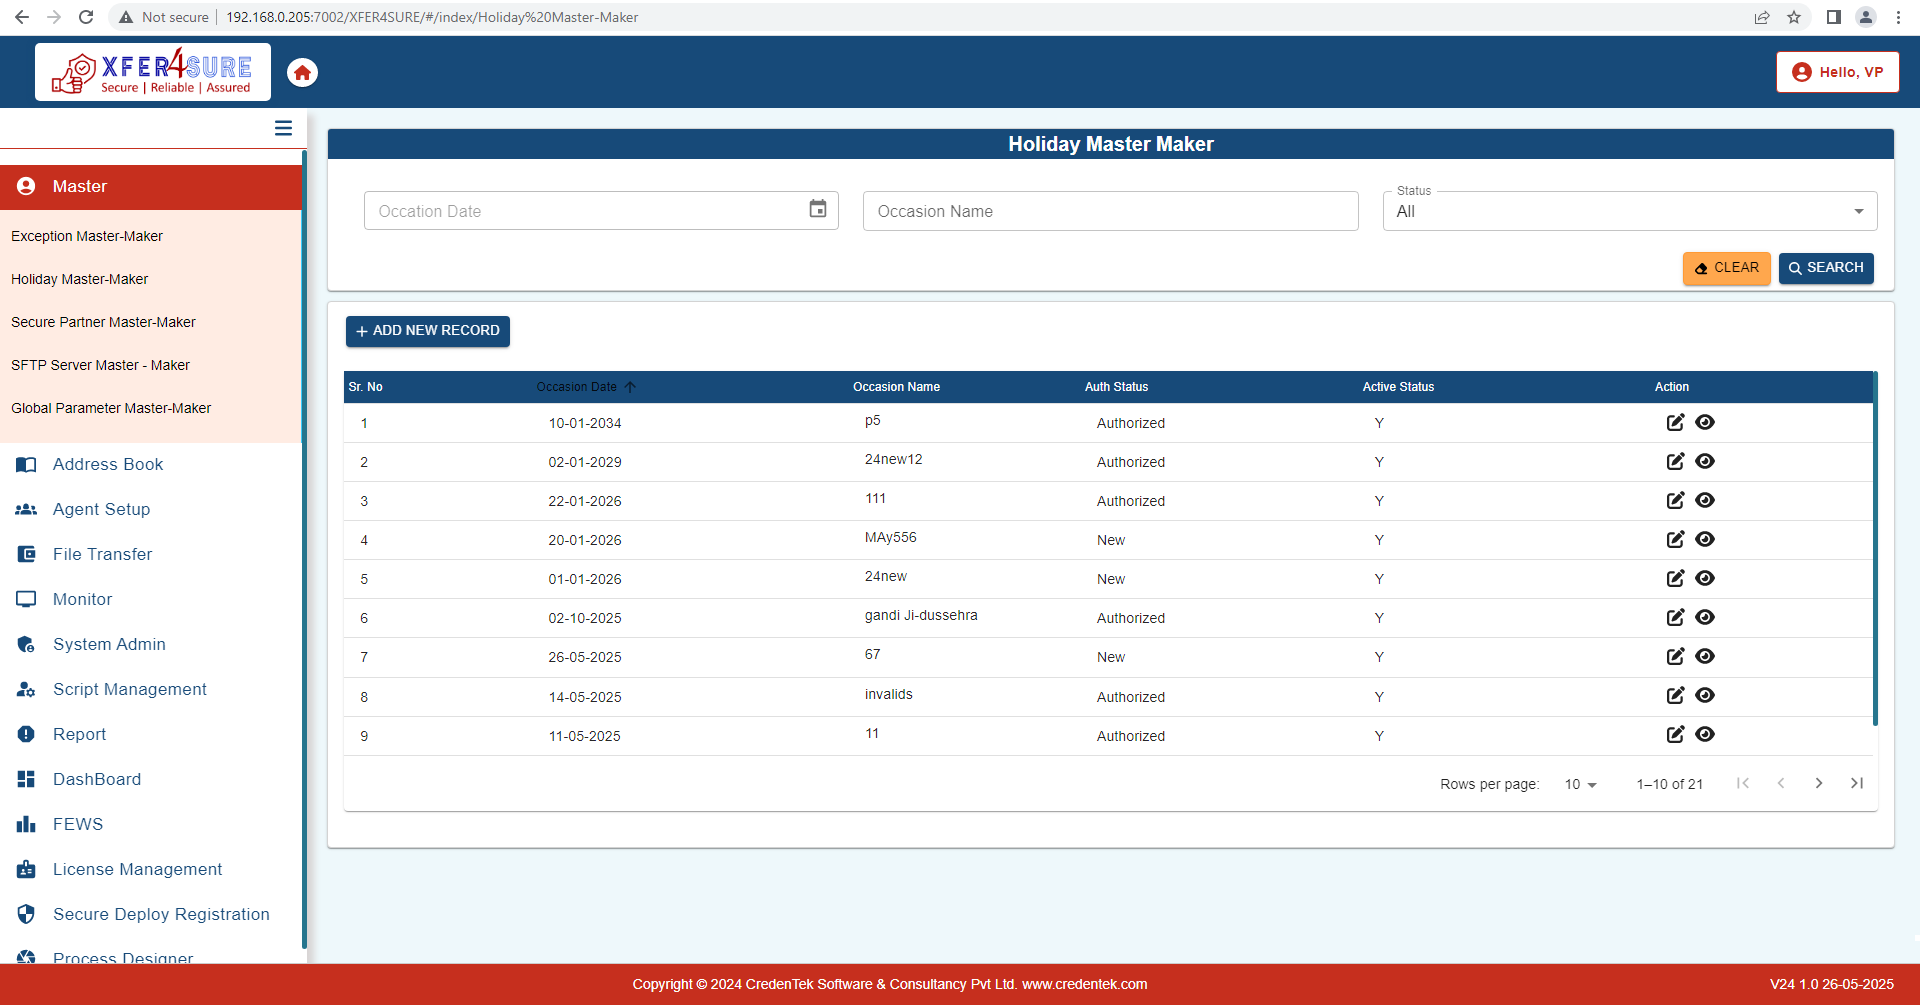 Not secure | 192.168.0.205:7002/XFER4SURE/#/index/Holiday%20Master-Maker
XFER4SURE
Secure | Reliable | Assured
Hello, VP
Master
Exception Master-Maker
Holiday Master-Maker
Secure Partner Master-Maker
SFTP Server Master - Maker
Global Parameter Master-Maker
Address Book
Agent Setup
File Transfer
Monitor
System Admin
Script Management
Report
DashBoard
FEWS
License Management
Secure Deploy Registration
Process Designer
Holiday Master Maker
Occation Date
Occasion Name
Status
All
CLEAR
SEARCH
+ ADD NEW RECORD
Sr. No Occasion Date Occasion Name Auth Status Active Status Action
1 10-01-2034 p5 Authorized Y
2 02-01-2029 24new12 Authorized Y
3 22-01-2026 111 Authorized Y
4 20-01-2026 MAy556 New Y
5 01-01-2026 24new New Y
6 02-10-2025 gandi Ji-dussehra Authorized Y
7 26-05-2025 67 New Y
8 14-05-2025 invalids Authorized Y
9 11-05-2025 11 Authorized Y
Rows per page: 10 1–10 of 21
Copyright © 2024 CredenTek Software & Consultancy Pvt Ltd. www.credentek.com
V24 1.0 26-05-2025